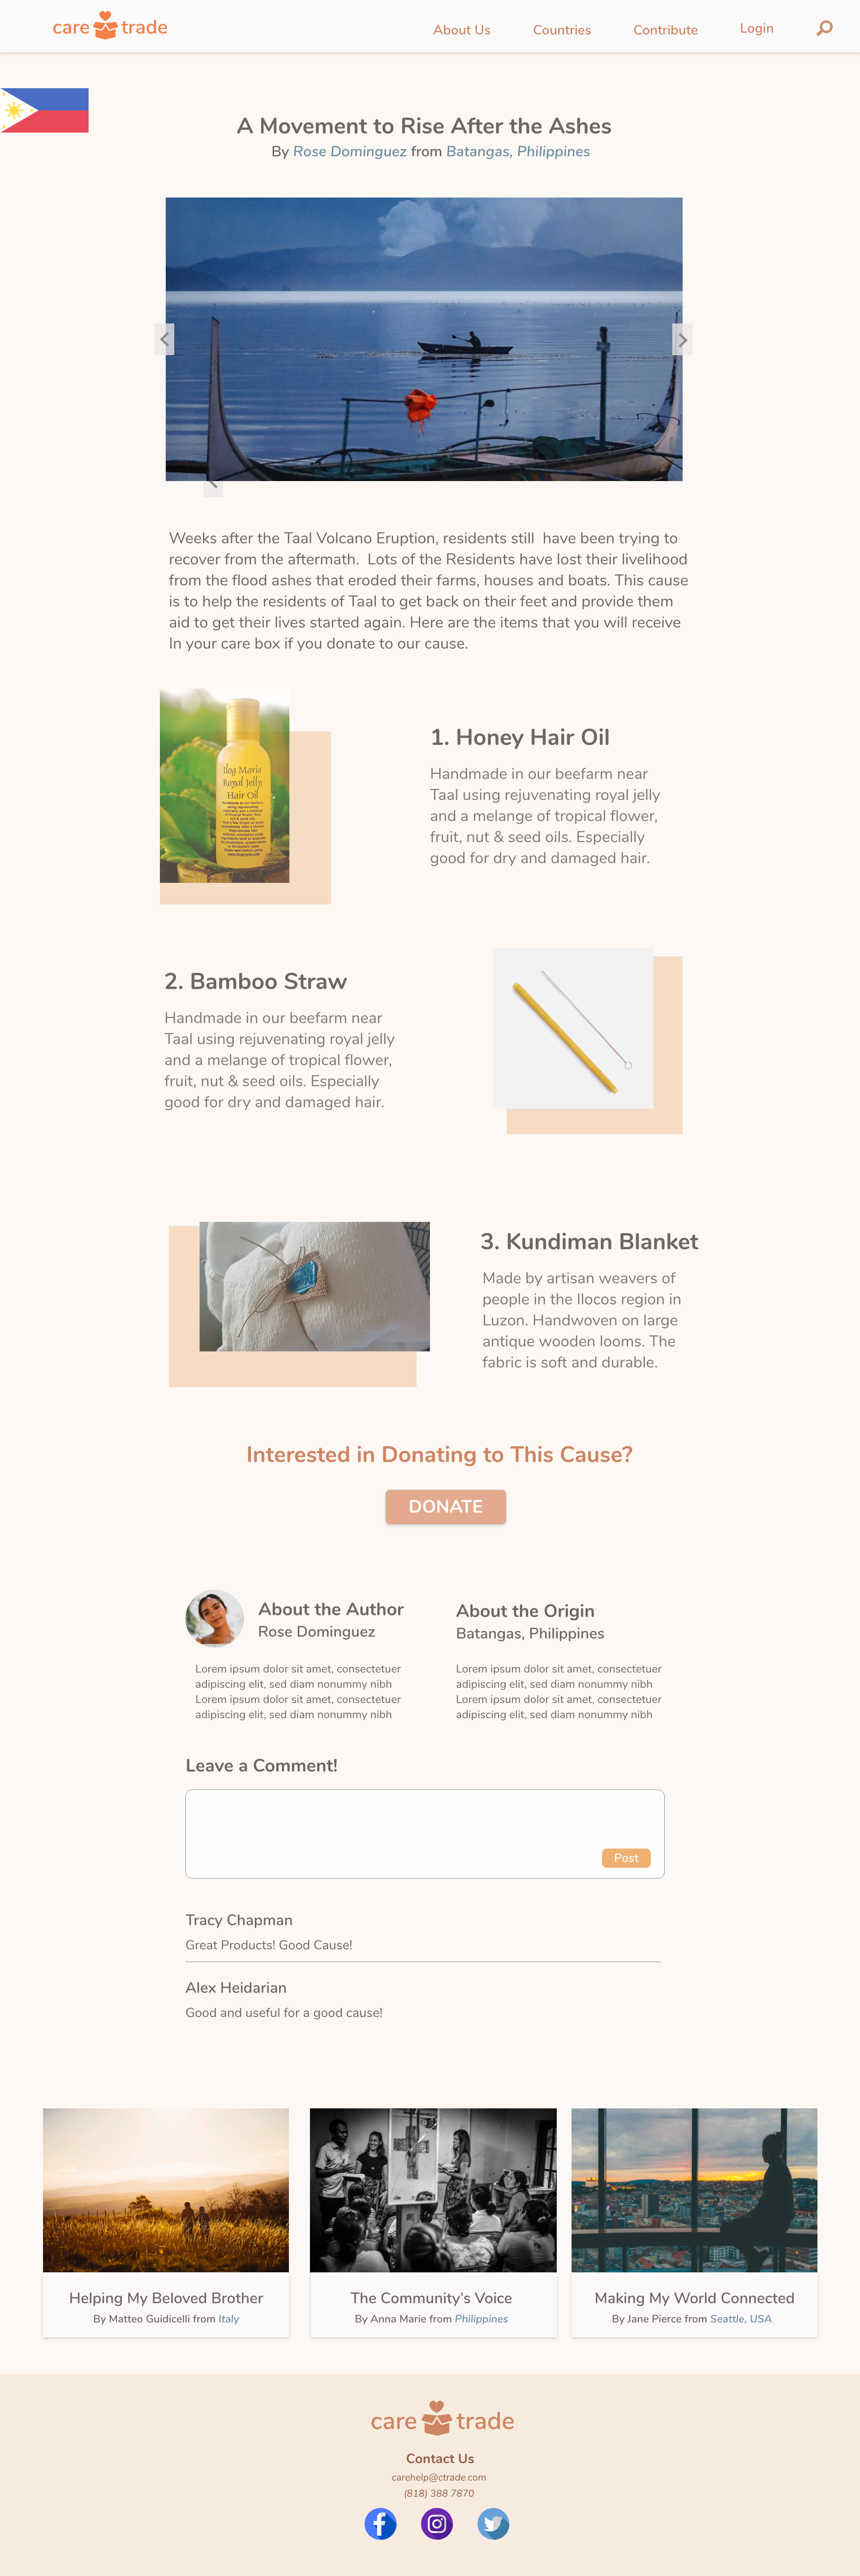 care trade
About Us
Countries
Contribute
Login
A Movement to Rise After the Ashes
By Rose Dominguez from Batangas, Philippines
Weeks after the Taal Volcano Eruption, residents still  have been trying to
recover from the aftermath.  Lots of the Residents have lost their livelihood
from the flood ashes that eroded their farms, houses and boats. This cause
is to help the residents of Taal to get back on their feet and provide them
aid to get their lives started again. Here are the items that you will receive
In your care box if you donate to our cause.
Ilog Maria
Royal Jelly
Hair Oil
1. Honey Hair Oil
Handmade in our beefarm near
Taal using rejuvenating royal jelly
and a melange of tropical flower,
fruit, nut & seed oils. Especially
good for dry and damaged hair.
2. Bamboo Straw
Handmade in our beefarm near
Taal using rejuvenating royal jelly
and a melange of tropical flower,
fruit, nut & seed oils. Especially
good for dry and damaged hair.
3. Kundiman Blanket
Made by artisan weavers of
people in the Ilocos region in
Luzon. Handwoven on large
antique wooden looms. The
fabric is soft and durable.
Interested in Donating to This Cause?
DONATE
About the Author
Rose Dominguez
Lorem ipsum dolor sit amet, consectetuer
adipiscing elit, sed diam nonummy nibh
Lorem ipsum dolor sit amet, consectetuer
adipiscing elit, sed diam nonummy nibh
About the Origin
Batangas, Philippines
Lorem ipsum dolor sit amet, consectetuer
adipiscing elit, sed diam nonummy nibh
Lorem ipsum dolor sit amet, consectetuer
adipiscing elit, sed diam nonummy nibh
Leave a Comment!
Post
Tracy Chapman
Great Products! Good Cause!
Alex Heidarian
Good and useful for a good cause!
Helping My Beloved Brother
By Matteo Guidicelli from Italy
The Community's Voice
By Anna Marie from Philippines
Making My World Connected
By Jane Pierce from Seattle, USA
care trade
Contact Us
carehelp@ctrade.com
(818) 388 7870